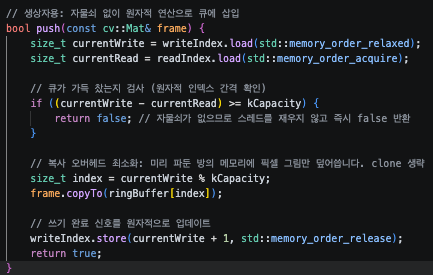 // 생산자용: 자물쇠 없이 원자적 연산으로 큐에 삽입
bool push(const cv::Mat& frame) {
size_t currentWrite = writeIndex.load(std::memory_order_relaxed);
size_t currentRead = readIndex.load(std::memory_order_acquire);
// 큐가 가득 찼는지 검사 (원자적 인덱스 간격 확인)
if ((currentWrite - currentRead) >= kCapacity) {
return false; // 자물쇠가 없으므로 스레드를 재우지 않고 즉시 false 반환
}
// 복사 오버헤드 최소화: 미리 파둔 방의 메모리에 픽셀 그림만 덮어씁니다. clone 생략
size_t index = currentWrite % kCapacity;
frame.copyTo(ringBuffer[index]);
// 쓰기 완료 신호를 원자적으로 업데이트
writeIndex.store(currentWrite + 1, std::memory_order_release);
return true;
}